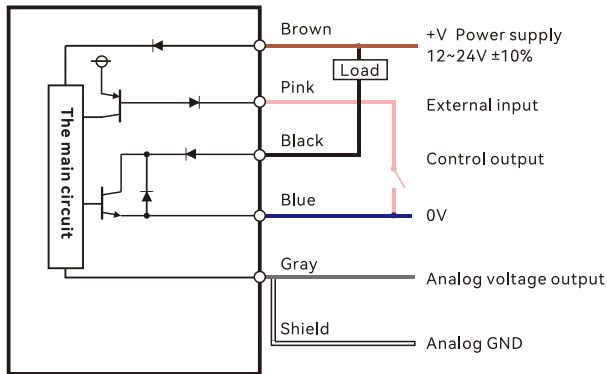 Brown
+V Power supply
12~24V ±10%
Load
Pink
External input
The main circuit
Black
Control output
Blue
0V
Gray
Analog voltage output
Shield
Analog GND